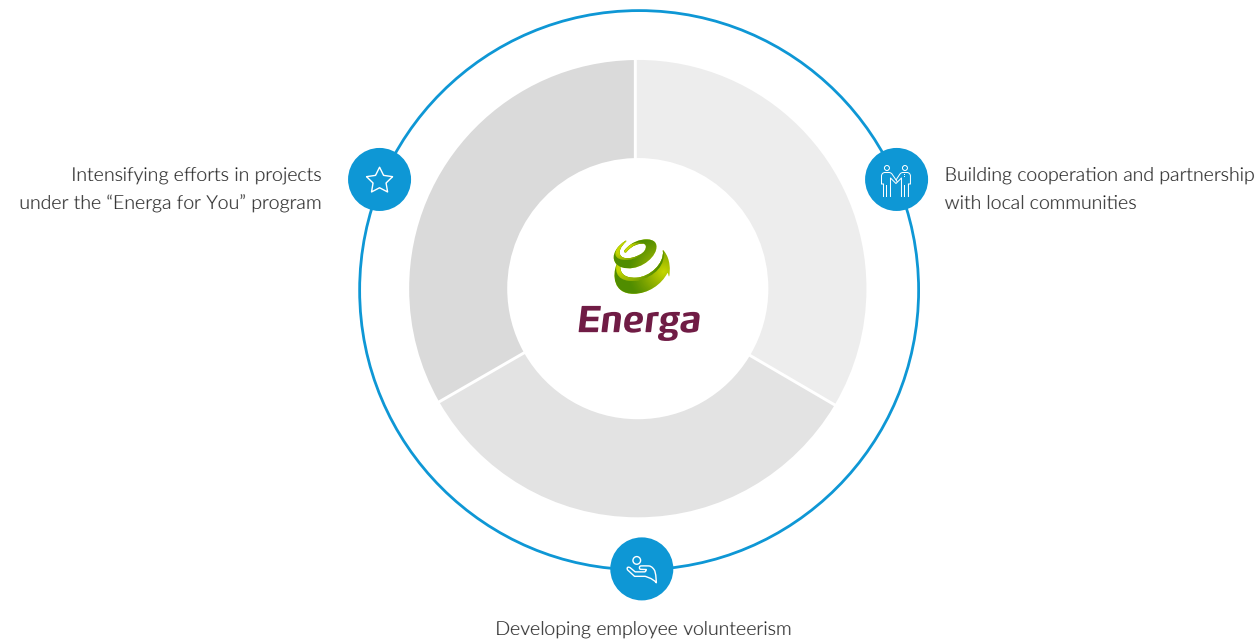 Intensifying efforts in projects
under the “Energa for You” program
Building cooperation and partnership
with local communities
Energa
Developing employee volunteerism